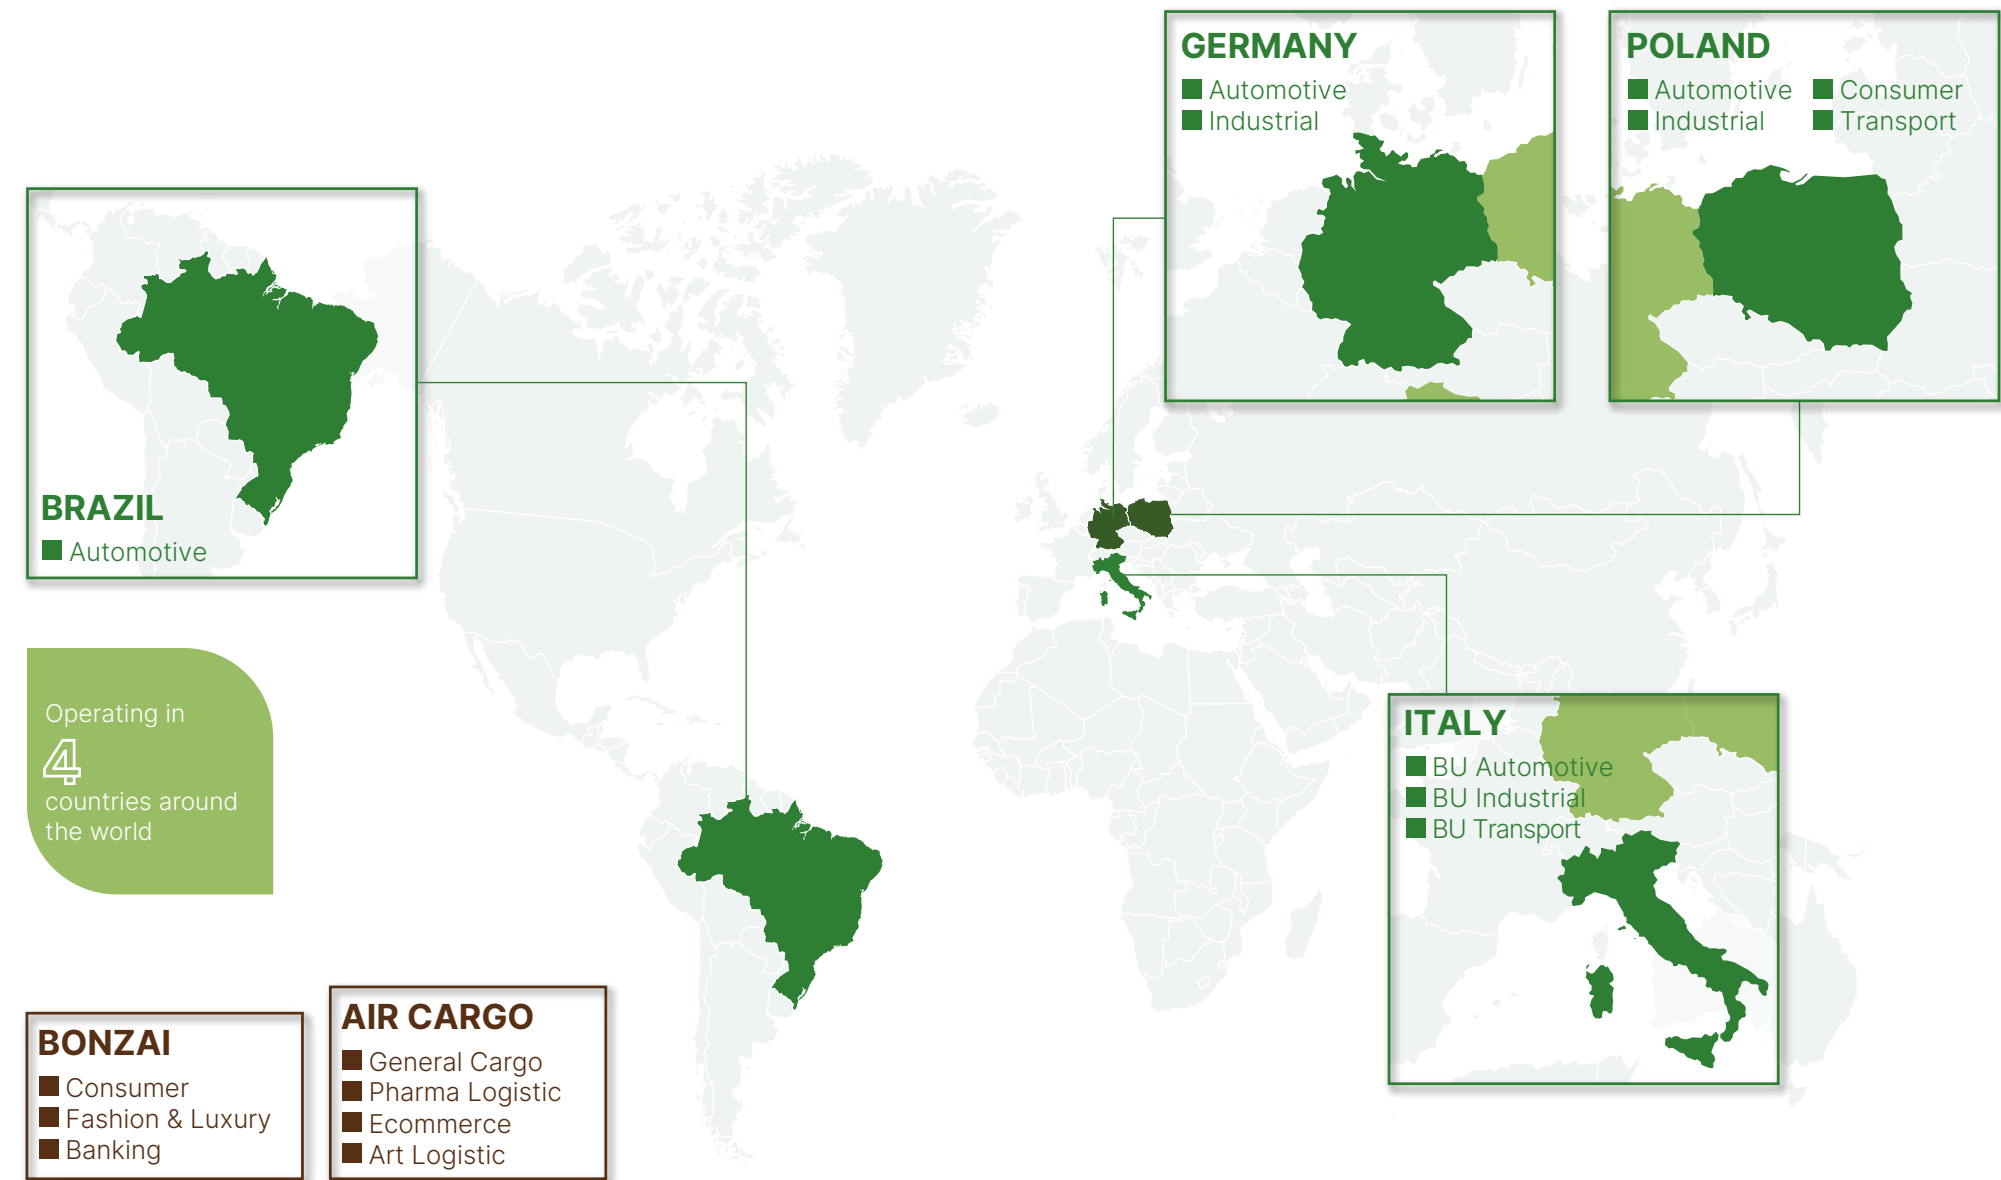 GERMANY
Automotive
Industrial
POLAND
Automotive
Industrial
Consumer
Transport
BRAZIL
Automotive
Operating in
4
countries around
the world
ITALY
BU Automotive
BU Industrial
BU Transport
BONZAI
Consumer
Fashion & Luxury
Banking
AIR CARGO
General Cargo
Pharma Logistic
Ecommerce
Art Logistic